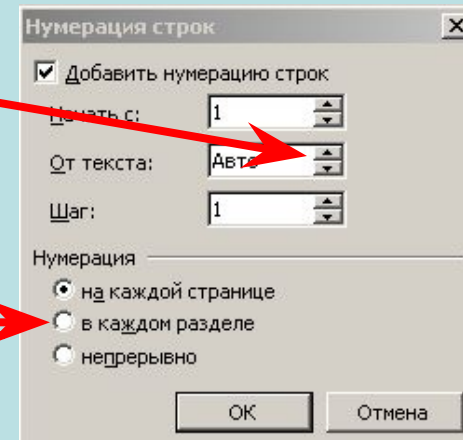 Нумерация строк
Добавить нумерацию строк
Начать с: 1
От текста: Авто
Шаг: 1
Нумерация
на каждой странице
в каждом разделе
непрерывно
ОК Отмена